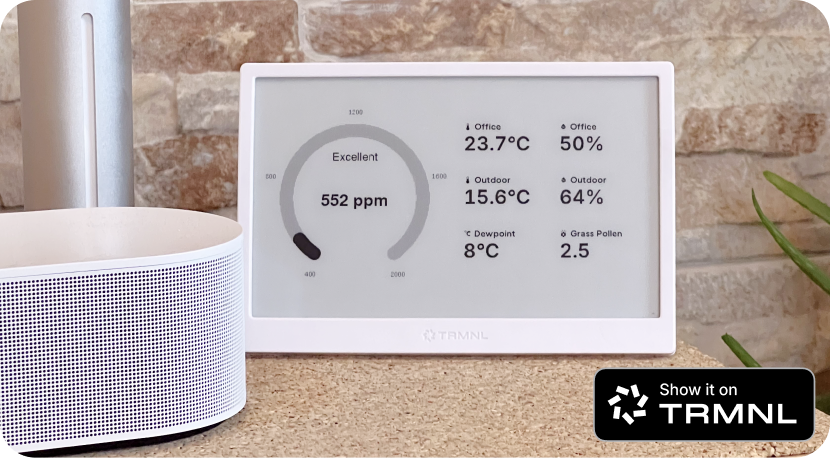 1200
Excellent
800
1600
552 ppm
400
2000
Office
23.7°C
Office
50%
Outdoor
15.6°C
Outdoor
64%
°C Dewpoint
8°C
Grass Pollen
2.5
TRMNL
Show it on
TRMNL